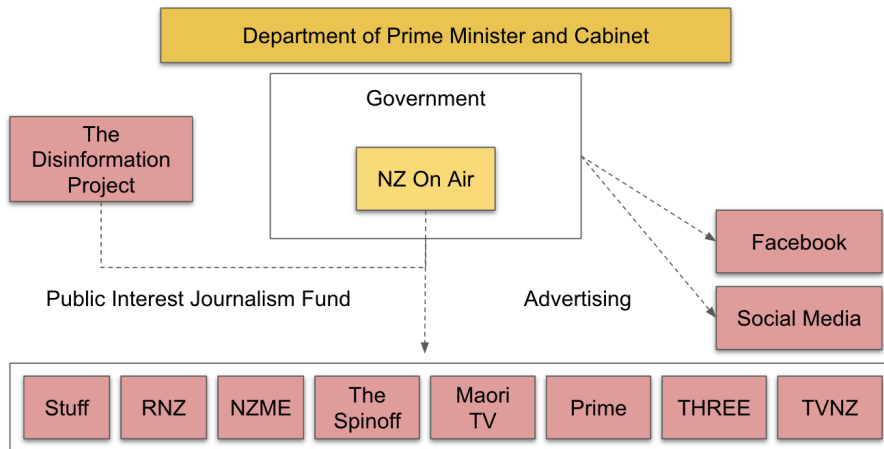 Department of Prime Minister and Cabinet
Government
The
Disinformation
Project
NZ On Air
Facebook
Public Interest Journalism Fund
Advertising
Social Media
Stuff
RNZ
NZME
The
Spinoff
Maori
TV
Prime
THREE
TVNZ